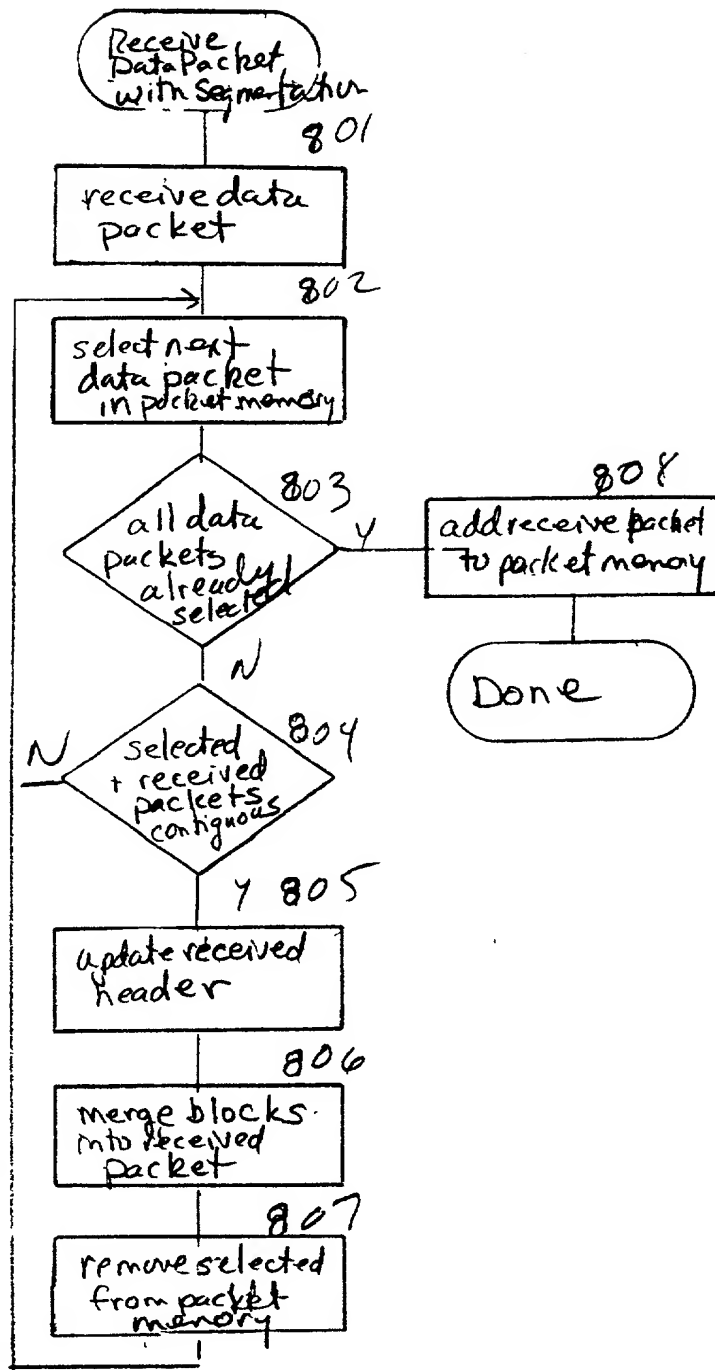 Receive
Data Packet
with Segmentation
801
receive data
packet
802
select next
data packet
in packet memory
803
all data
packets
already
selected
Y
808
add receive packet
to packet memory
Done
N
804
N
selected
+ received
packets
contiguous
Y 805
update received
header
806
merge blocks
into received
packet
807
remove selected
from packet
memory